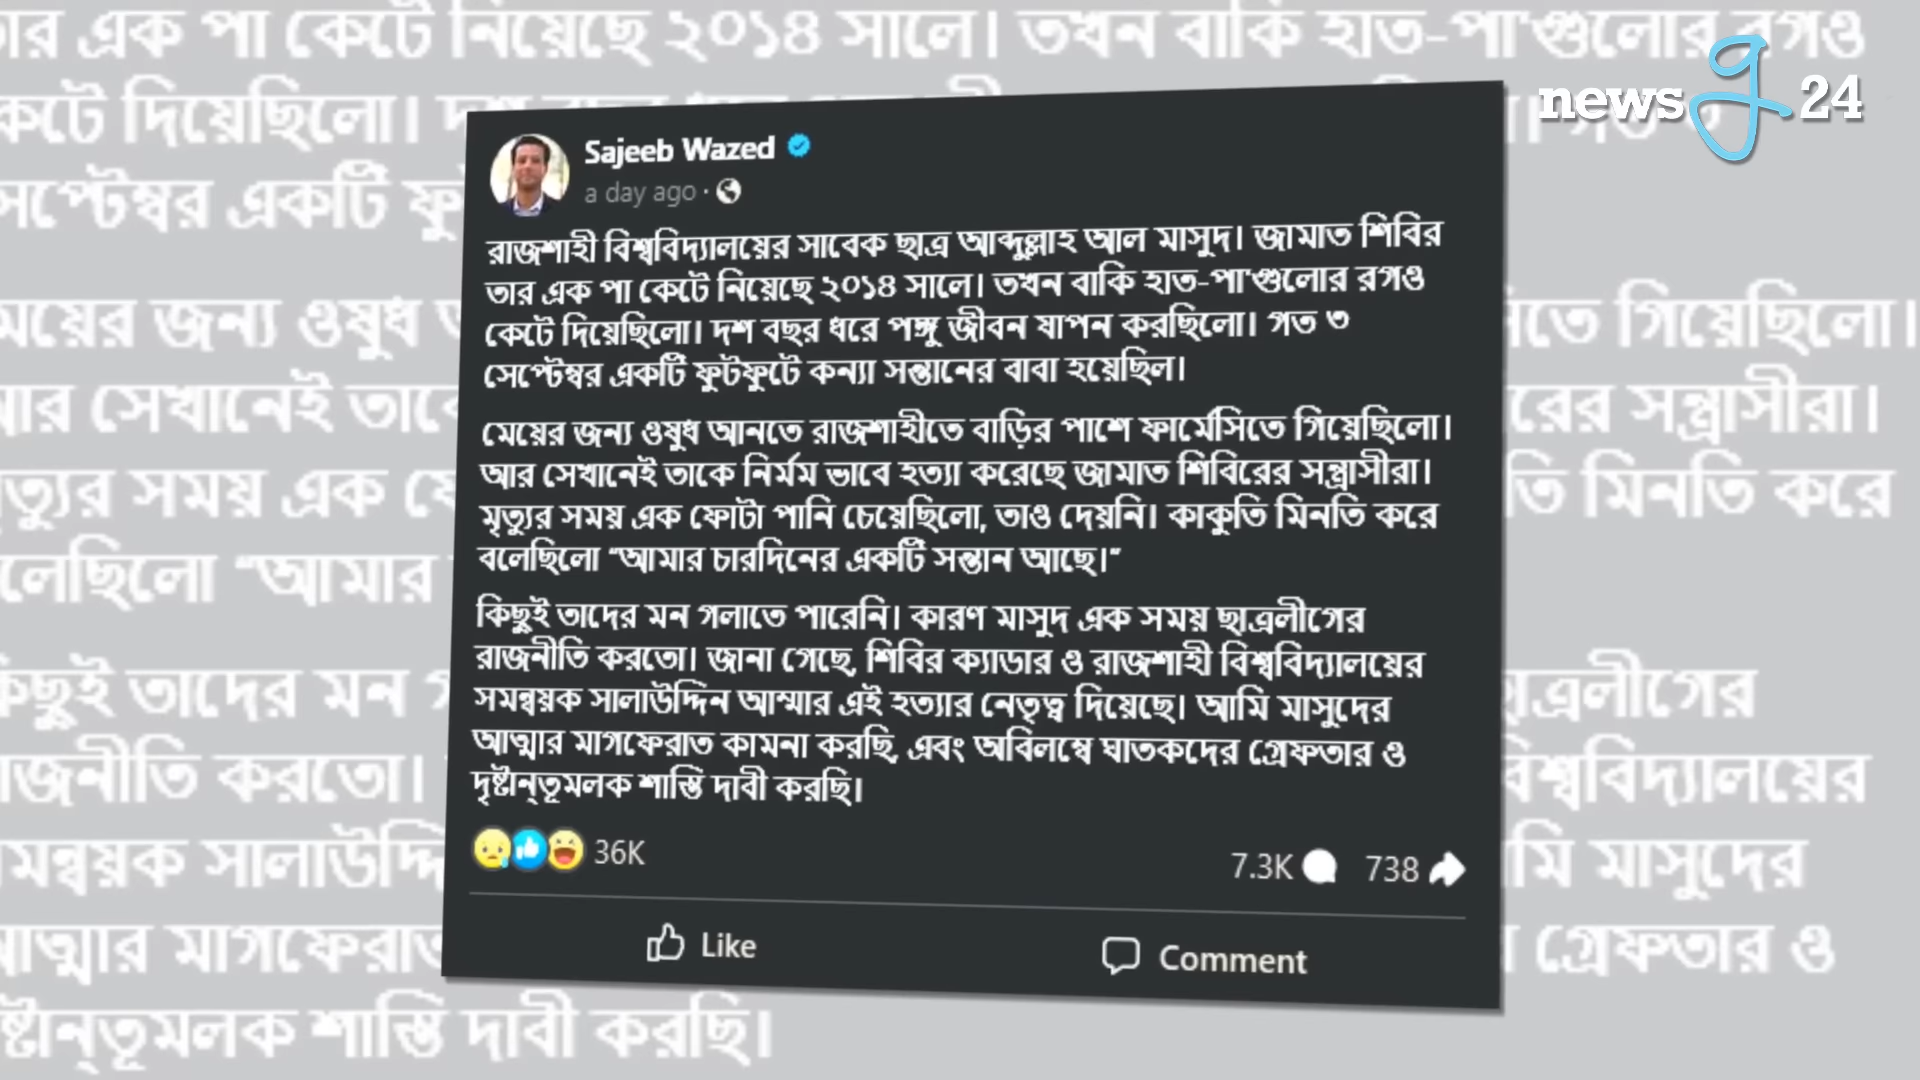 news g 24
Sajeeb Wazed
a day ago ·
রাজশাহী বিশ্ববিদ্যালয়ের সাবেক ছাত্র আব্দুল্লাহ আল মাসুদ। জামাত শিবির
তার এক পা কেটে নিয়েছে ২০১৪ সালে। তখন বাকি হাত-পা'গুলোর রগও
কেটে দিয়েছিলো। দশ বছর ধরে পঙ্গু জীবন যাপন করছিলো। গত ৩
সেপ্টেম্বর একটি ফুটফুটে কন্যা সন্তানের বাবা হয়েছিল।
মেয়ের জন্য ওষুধ আনতে রাজশাহীতে বাড়ির পাশে ফার্মেসিতে গিয়েছিলো।
আর সেখানেই তাকে নির্মম ভাবে হত্যা করেছে জামাত শিবিরের সন্ত্রাসীরা।
মৃত্যুর সময় এক ফোটা পানি চেয়েছিলো, তাও দেয়নি। কাকুতি মিনতি করে
বলেছিলো “আমার চারদিনের একটি সন্তান আছে।”
কিছুই তাদের মন গলাতে পারেনি। কারণ মাসুদ এক সময় ছাত্রলীগের
রাজনীতি করতো। জানা গেছে, শিবির ক্যাডার ও রাজশাহী বিশ্ববিদ্যালয়ের
সমন্বয়ক সালাউদ্দিন আম্মার এই হত্যার নেতৃত্ব দিয়েছে। আমি মাসুদের
আত্মার মাগফেরাত কামনা করছি, এবং অবিলম্বে ঘাতকদের গ্রেফতার ও
দৃষ্টান্তূমলক শাস্তি দাবী করছি।
36K
7.3K 738
Like Comment